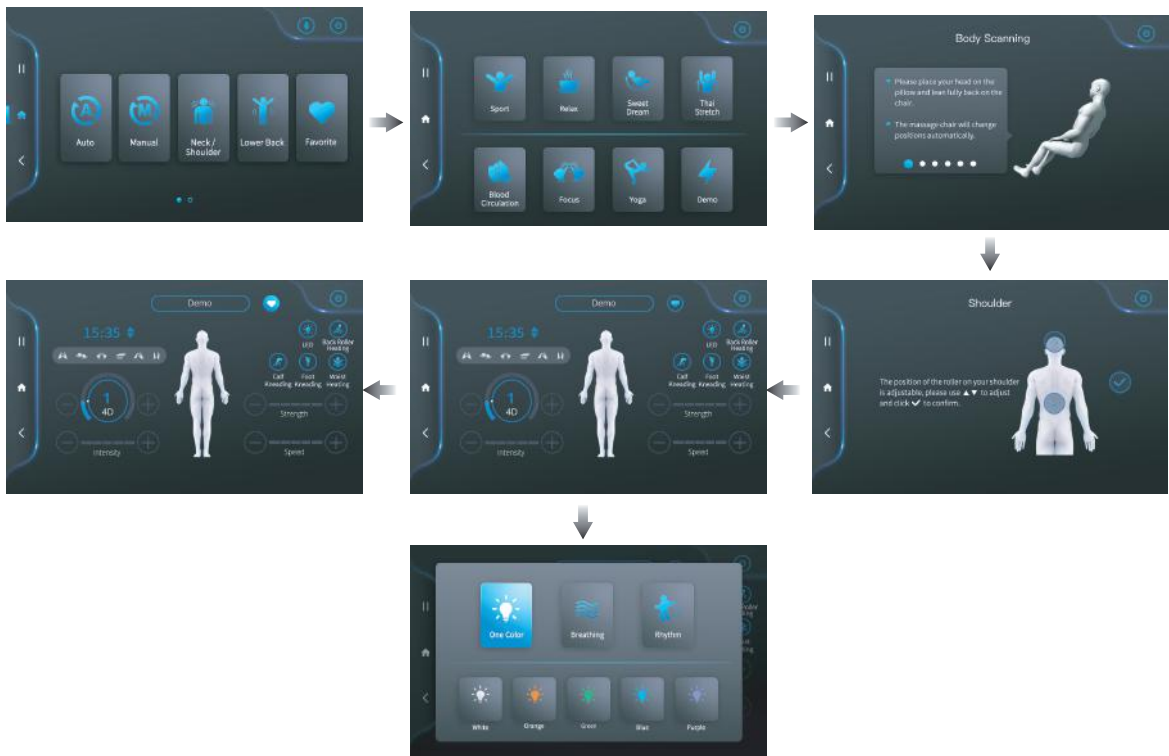 Auto
Manual
Neck /
Shoulder
Lower Back
Favorite
Sport
Relax
Sweet
Dream
Thai
Stretch
Blood
Circulation
Focus
Yoga
Demo
Body Scanning
Please place your head on the
pillow and lean fully back on the
chair.
The massage chair will change
positions automatically.
Demo
15:35
LED
Back Roller
Heating
Calf
Kneading
Foot
Kneading
Waist
Heating
1
4D
Strength
Intensity
Speed
Demo
15:35
LED
Back Roller
Heating
Calf
Kneading
Foot
Kneading
Waist
Heating
1
4D
Strength
Intensity
Speed
Shoulder
The position of the roller on your shoulder
is adjustable, please use ▲▼ to adjust
and click ✔ to confirm.
One Color
Breathing
Rhythm
White
Orange
Green
Blue
Purple